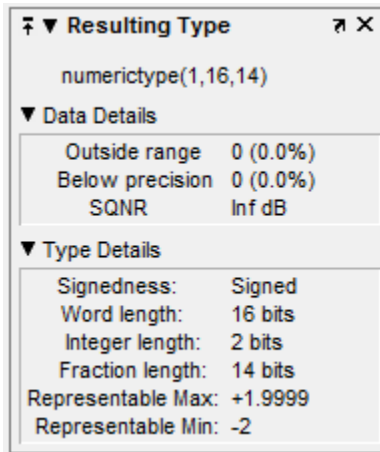 Resulting Type
numerictype(1,16,14)
Data Details
Outside range 0 (0.0%)
Below precision 0 (0.0%)
SQNR Inf dB
Type Details
Signedness: Signed
Word length: 16 bits
Integer length: 2 bits
Fraction length: 14 bits
Representable Max: +1.9999
Representable Min: -2